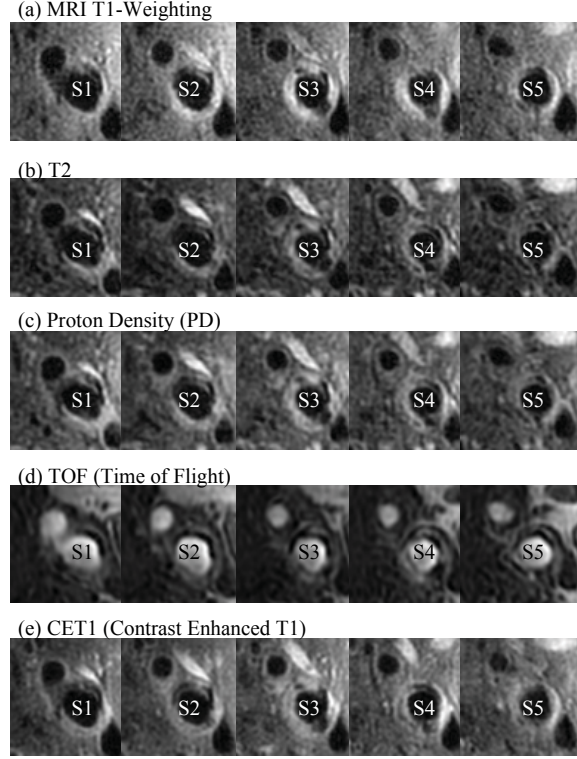 (a) MRI T1-Weighting
S1 S2 S3 S4 S5
(b) T2
S1 S2 S3 S4 S5
(c) Proton Density (PD)
S1 S2 S3 S4 S5
(d) TOF (Time of Flight)
S1 S2 S3 S4 S5
(e) CET1 (Contrast Enhanced T1)
S1 S2 S3 S4 S5